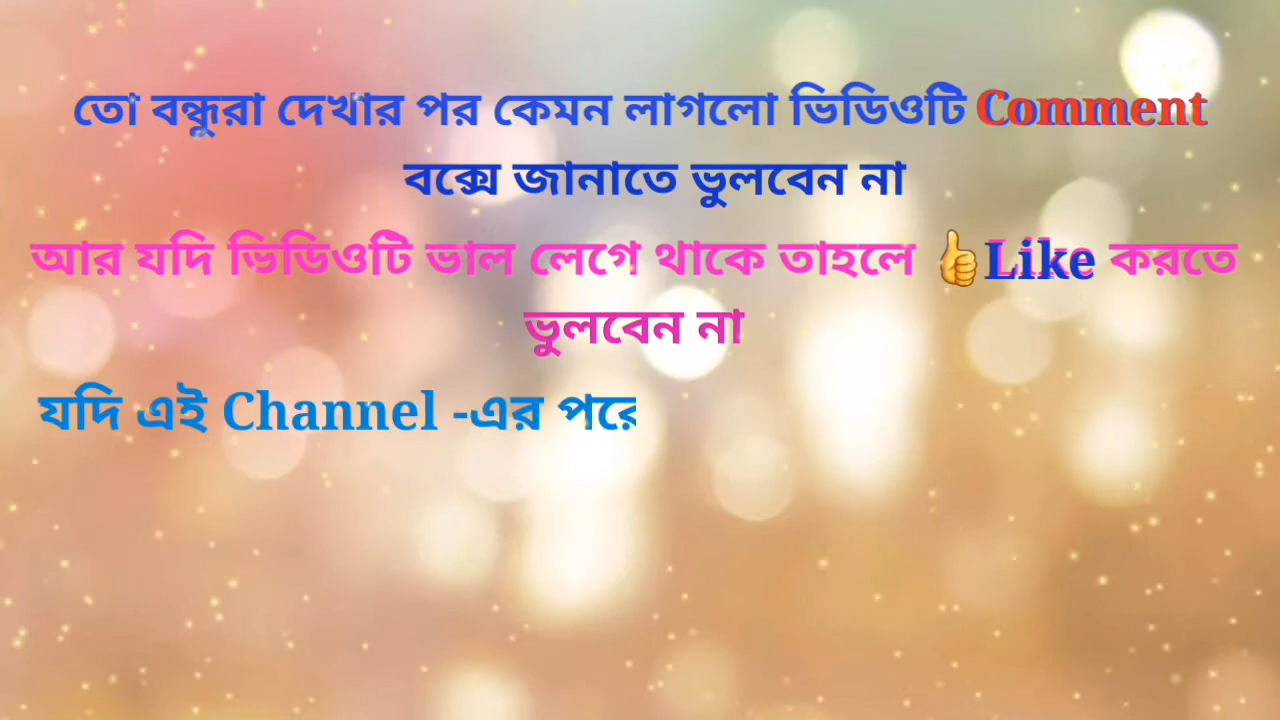 তো বন্ধুরা দেখার পর কেমন লাগলো ভিডিওটি Comment
বক্সে জানাতে ভুলবেন না
আর যদি ভিডিওটি ভাল লেগে থাকে তাহলে 👍Like করতে
ভুলবেন না
যদি এই Channel -এর